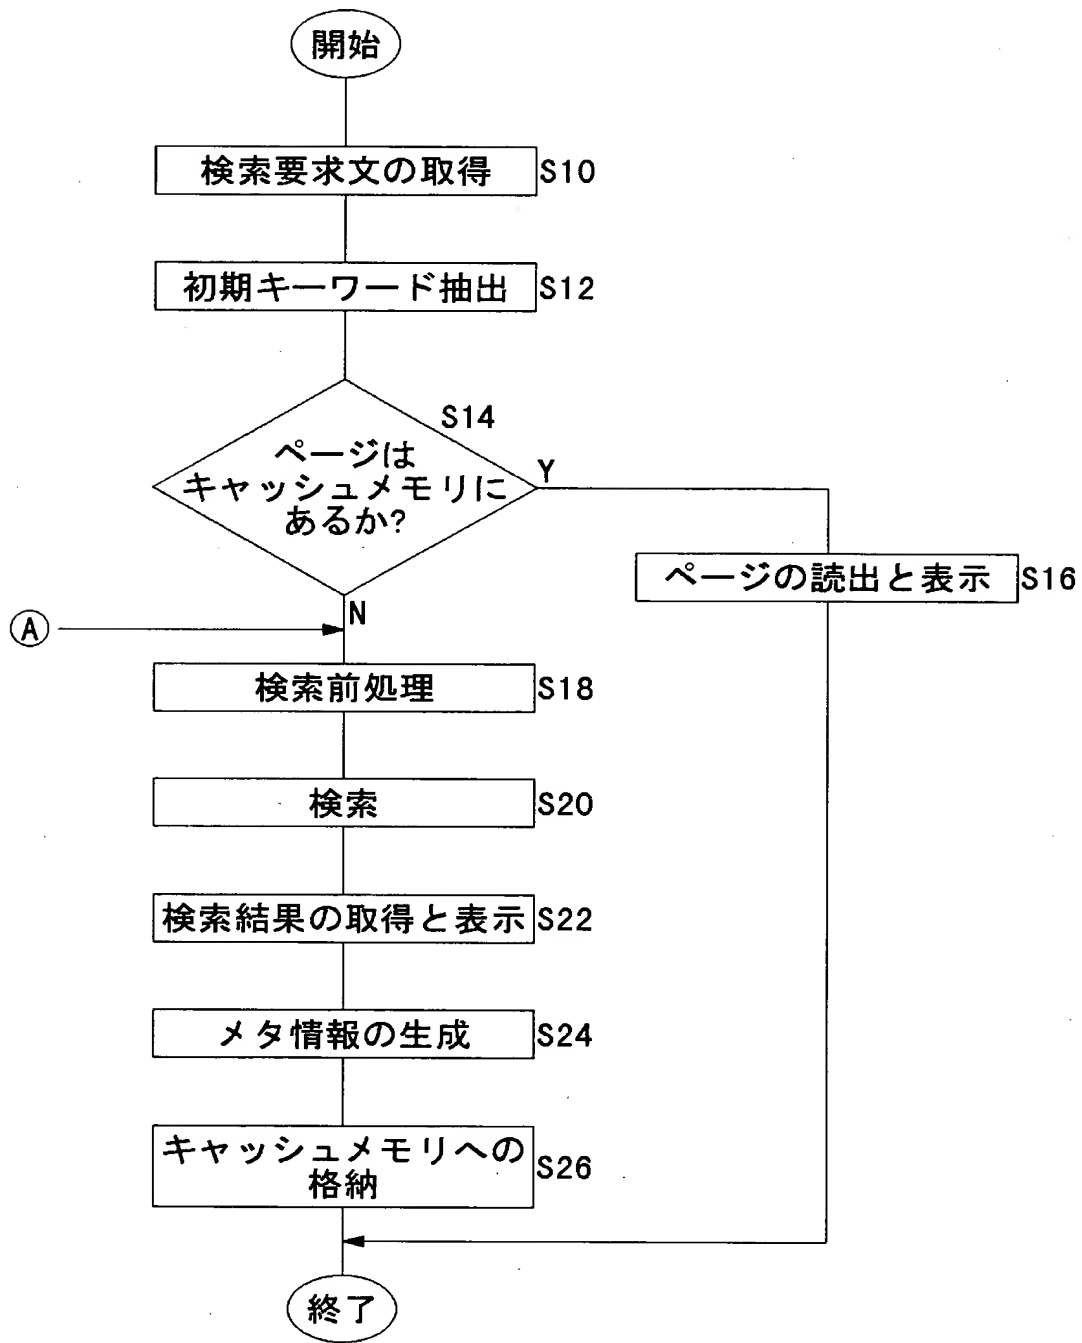 開始
検索要求文の取得
S10
初期キーワード抽出
S12
S14
ページは
キャッシュメモリに
あるか?
Y
ページの読出と表示
S16
N
A
検索前処理
S18
検索
S20
検索結果の取得と表示
S22
メタ情報の生成
S24
キャッシュメモリへの
格納
S26
終了